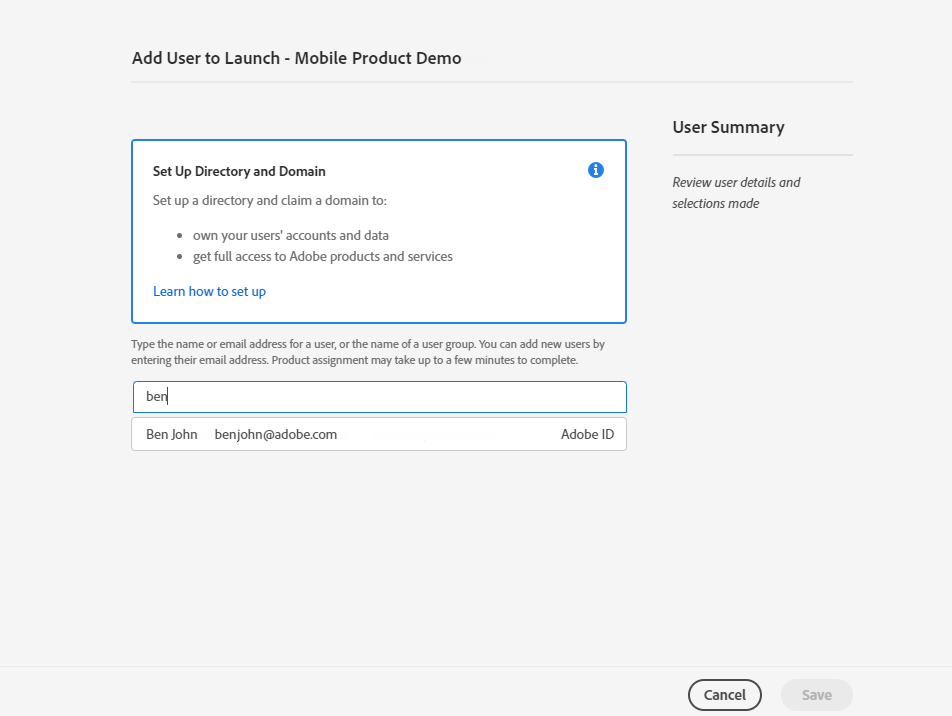 Add User to Launch - Mobile Product Demo
Set Up Directory and Domain
Set up a directory and claim a domain to:
• own your users' accounts and data
• get full access to Adobe products and services
Learn how to set up
User Summary
Review user details and
selections made
Type the name or email address for a user, or the name of a user group. You can add new users by
entering their email address. Product assignment may take up to a few minutes to complete.
ben
Ben John benjohn@adobe.com Adobe ID
Cancel Save